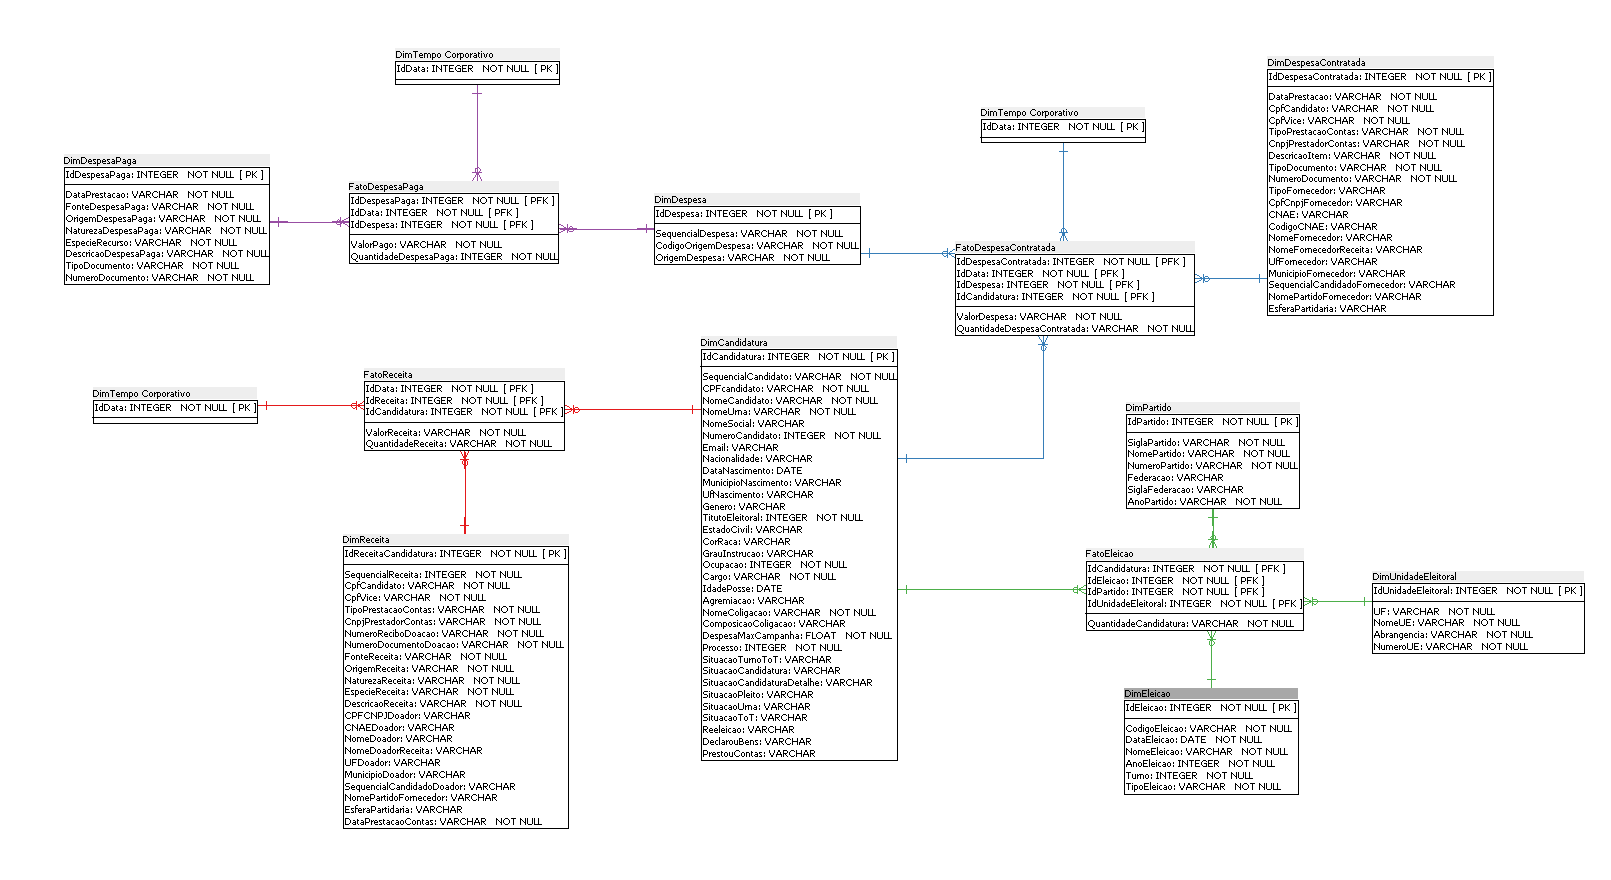 DimTempo Corporativo
IdData: INTEGER NOT NULL [ PK ]
DimDespesaContratada
IdDespesaContratada: INTEGER NOT NULL [ PK ]
DataPrestacao: VARCHAR NOT NULL
CpfCandidato: VARCHAR NOT NULL
CpfVice: VARCHAR NOT NULL
TipoPrestacaoContas: VARCHAR NOT NULL
CnpjPrestadorContas: VARCHAR NOT NULL
DescricaoItem: VARCHAR NOT NULL
TipoDocumento: VARCHAR NOT NULL
NumeroDocumento: VARCHAR NOT NULL
TipoFornecedor: VARCHAR
CpfCnpjFornecedor: VARCHAR
CNAE: VARCHAR
CodigoCNAE: VARCHAR
NomeFornecedor: VARCHAR
NomeFornecedorReceita: VARCHAR
UfFornecedor: VARCHAR
MunicipioFornecedor: VARCHAR
SequencialCandidadoFornecedor: VARCHAR
NomePartidoFornecedor: VARCHAR
EsferaPartidaria: VARCHAR
DimTempo Corporativo
IdData: INTEGER NOT NULL [ PK ]
DimDespesaPaga
IdDespesaPaga: INTEGER NOT NULL [ PK ]
DataPrestacao: VARCHAR NOT NULL
FonteDespesaPaga: VARCHAR NOT NULL
OrigemDespesaPaga: VARCHAR NOT NULL
NaturezaDespesaPaga: VARCHAR NOT NULL
EspecieRecurso: VARCHAR NOT NULL
DescricaoDespesaPaga: VARCHAR NOT NULL
TipoDocumento: VARCHAR NOT NULL
NumeroDocumento: VARCHAR NOT NULL
FatoDespesaPaga
IdDespesaPaga: INTEGER NOT NULL [ PFK ]
IdData: INTEGER NOT NULL [ PFK ]
IdDespesa: INTEGER NOT NULL [ PFK ]
ValorPago: VARCHAR NOT NULL
QuantidadeDespesaPaga: INTEGER NOT NULL
DimDespesa
IdDespesa: INTEGER NOT NULL [ PK ]
SequencialDespesa: VARCHAR NOT NULL
CodigoOrigemDespesa: VARCHAR NOT NULL
OrigemDespesa: VARCHAR NOT NULL
FatoDespesaContratada
IdDespesaContratada: INTEGER NOT NULL [ PFK ]
IdData: INTEGER NOT NULL [ PFK ]
IdDespesa: INTEGER NOT NULL [ PFK ]
IdCandidatura: INTEGER NOT NULL [ PFK ]
ValorDespesa: VARCHAR NOT NULL
QuantidadeDespesaContratada: VARCHAR NOT NULL
DimCandidatura
IdCandidatura: INTEGER NOT NULL [ PK ]
SequencialCandidato: VARCHAR NOT NULL
CPFcandidato: VARCHAR NOT NULL
NomeCandidato: VARCHAR NOT NULL
NomeUrna: VARCHAR NOT NULL
NomeSocial: VARCHAR
NumeroCandidato: INTEGER NOT NULL
Email: VARCHAR
Nacionalidade: VARCHAR
DataNascimento: DATE
MunicipioNascimento: VARCHAR
UfNascimento: VARCHAR
Genero: VARCHAR
TitutoEleitoral: INTEGER NOT NULL
EstadoCivil: VARCHAR
CorRaca: VARCHAR
GrauInstrucao: VARCHAR
Ocupacao: INTEGER NOT NULL
Cargo: VARCHAR NOT NULL
IdadePosse: DATE
Agremiacao: VARCHAR
NomeColigacao: VARCHAR NOT NULL
ComposicaoColigacao: VARCHAR
DespesaMaxCampanha: FLOAT NOT NULL
Processo: INTEGER NOT NULL
SituacaoTurnoToT: VARCHAR
SituacaoCandidatura: VARCHAR
SituacaoCandidaturaDetalhe: VARCHAR
SituacaoPleito: VARCHAR
SituacaoUrna: VARCHAR
SituacaoToT: VARCHAR
Reeleicao: VARCHAR
DeclarouBens: VARCHAR
PrestouContas: VARCHAR
FatoReceita
IdData: INTEGER NOT NULL [ PFK ]
IdReceita: INTEGER NOT NULL [ PFK ]
IdCandidatura: INTEGER NOT NULL [ PFK ]
ValorReceita: VARCHAR NOT NULL
QuantidadeReceita: VARCHAR NOT NULL
DimTempo Corporativo
IdData: INTEGER NOT NULL [ PK ]
DimPartido
IdPartido: INTEGER NOT NULL [ PK ]
SiglaPartido: VARCHAR NOT NULL
NomePartido: VARCHAR NOT NULL
NumeroPartido: VARCHAR NOT NULL
Federacao: VARCHAR
SiglaFederacao: VARCHAR
AnoPartido: VARCHAR NOT NULL
DimReceita
IdReceitaCandidatura: INTEGER NOT NULL [ PK ]
SequencialReceita: INTEGER NOT NULL
CpfCandidato: VARCHAR NOT NULL
CpfVice: VARCHAR NOT NULL
TipoPrestacaoContas: VARCHAR NOT NULL
CnpjPrestadorContas: VARCHAR NOT NULL
NumeroReciboDoacao: VARCHAR NOT NULL
NumeroDocumentoDoacao: VARCHAR NOT NULL
FonteReceita: VARCHAR NOT NULL
OrigemReceita: VARCHAR NOT NULL
NaturezaReceita: VARCHAR NOT NULL
EspecieReceita: VARCHAR NOT NULL
DescricaoReceita: VARCHAR NOT NULL
CPFCNPJDoador: VARCHAR
CNAEDoador: VARCHAR
NomeDoador: VARCHAR
NomeDoadorReceita: VARCHAR
UFDoador: VARCHAR
MunicipioDoador: VARCHAR
SequencialCandidadoDoador: VARCHAR
NomePartidoFornecedor: VARCHAR
EsferaPartidaria: VARCHAR
DataPrestacaoContas: VARCHAR NOT NULL
FatoEleicao
IdCandidatura: INTEGER NOT NULL [ PFK ]
IdEleicao: INTEGER NOT NULL [ PFK ]
IdPartido: INTEGER NOT NULL [ PFK ]
IdUnidadeEleitoral: INTEGER NOT NULL [ PFK ]
QuantidadeCandidatura: VARCHAR NOT NULL
DimUnidadeEleitoral
IdUnidadeEleitoral: INTEGER NOT NULL [ PK ]
UF: VARCHAR NOT NULL
NomeUE: VARCHAR NOT NULL
Abrangencia: VARCHAR NOT NULL
NumeroUE: VARCHAR NOT NULL
DimEleicao
IdEleicao: INTEGER NOT NULL [ PK ]
CodigoEleicao: VARCHAR NOT NULL
DataEleicao: DATE NOT NULL
NomeEleicao: VARCHAR NOT NULL
AnoEleicao: INTEGER NOT NULL
Turno: INTEGER NOT NULL
TipoEleicao: VARCHAR NOT NULL